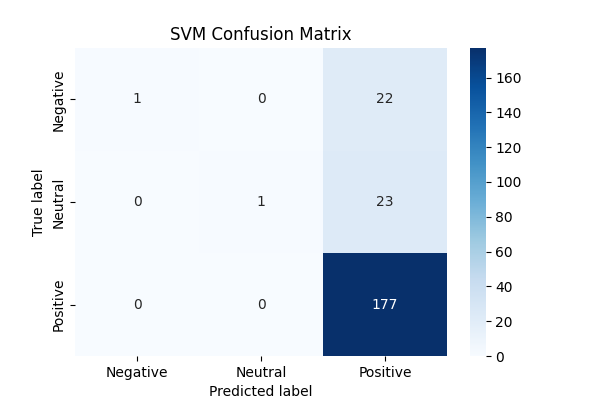 SVM Confusion Matrix
True label
Negative
1 0 22
Neutral
0 1 23
Positive
0 0 177
Negative Neutral Positive
Predicted label
160
140
120
100
80
60
40
20
0